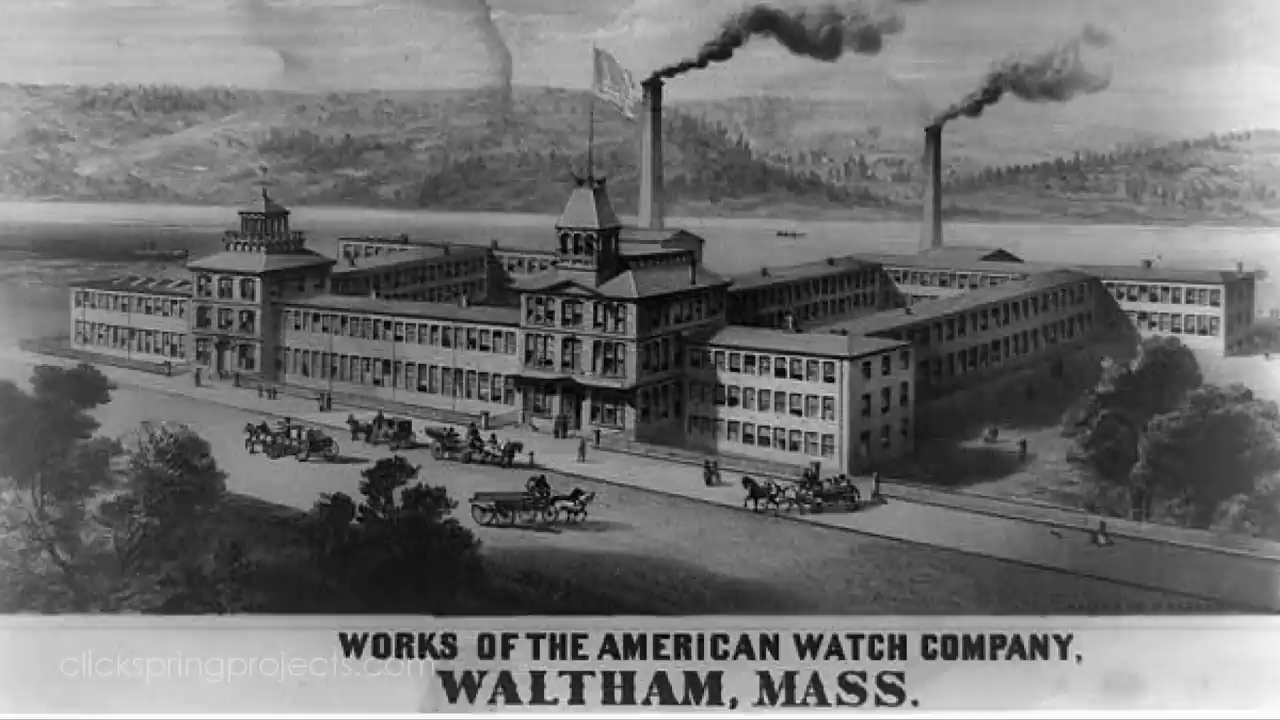 WORKS OF THE AMERICAN WATCH COMPANY,
clickspringprojects.com
WALTHAM, MASS.